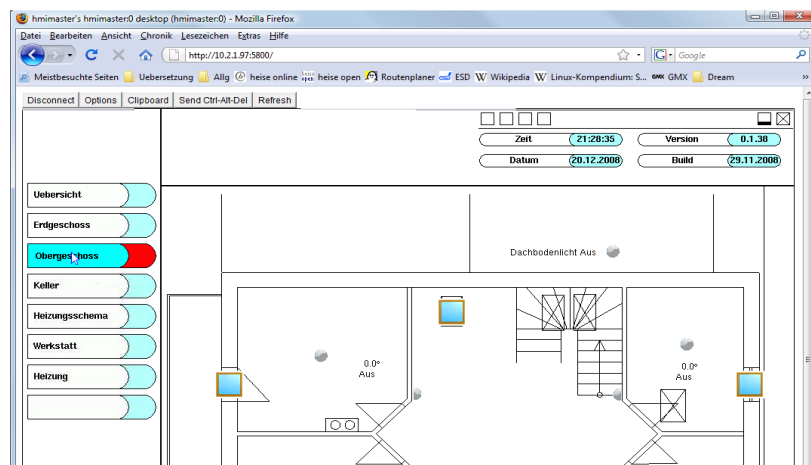 hmimaster's hmimaster:0 desktop (hmimaster:0) - Mozilla Firefox
Datei Bearbeiten Ansicht Chronik Lesezeichen Extras Hilfe
http://10.2.1.97:5800/
G Google
Meistbesuchte Seiten Uebersetzung Allg heise online heise open Routenplaner ESD W Wikipedia W Linux-Kompendium: S... GMX GMX Dream »
Disconnect Options Clipboard Send Ctrl-Alt-Del Refresh
Zeit 21:28:35 Version 0.1.38
Datum 20.12.2008 Build 29.11.2008
Uebersicht
Erdgeschoss
Obergeschoss
Keller
Heizungsschema
Werkstatt
Heizung
Dachbodenlicht Aus
0.0°
Aus
0.0°
Aus